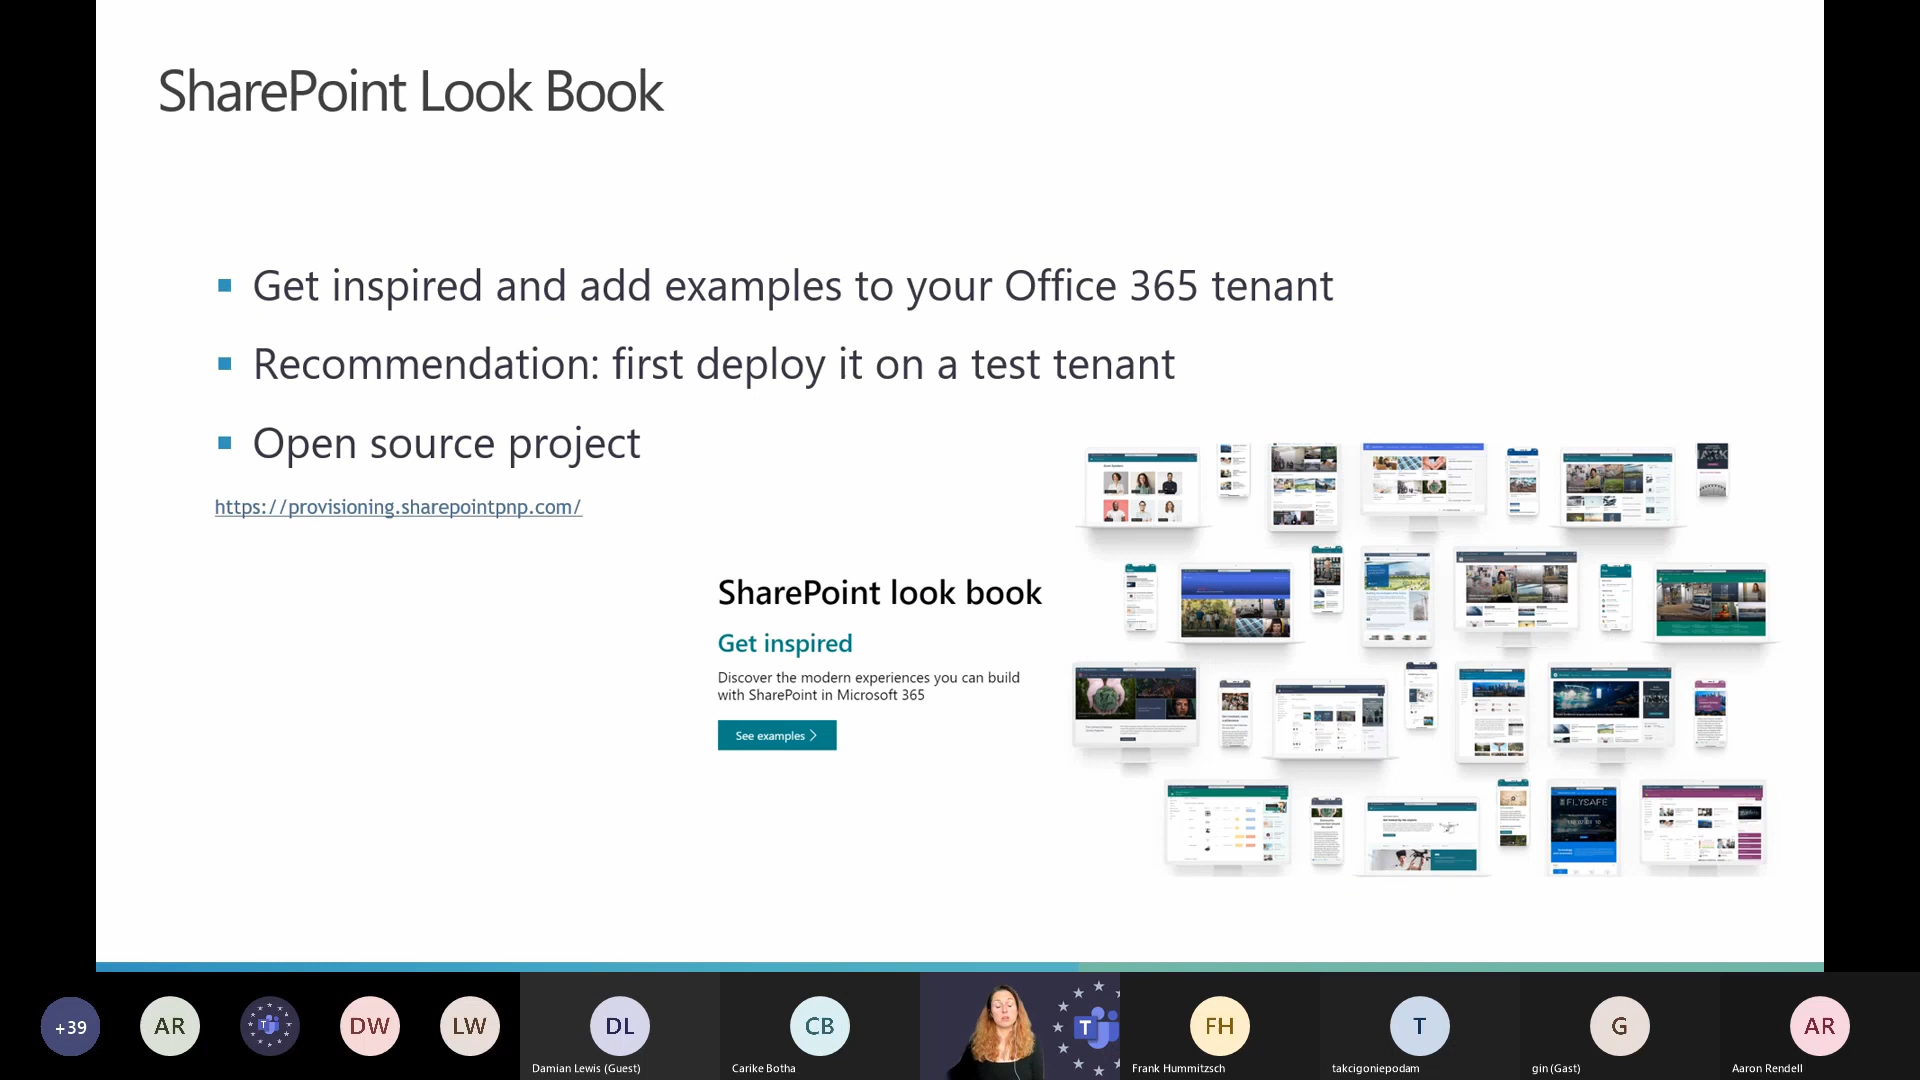 SharePoint Look Book
Get inspired and add examples to your Office 365 tenant
Recommendation: first deploy it on a test tenant
Open source project
https://provisioning.sharepointpnp.com/
SharePoint look book
Get inspired
Discover the modern experiences you can build
with SharePoint in Microsoft 365
See examples
FLYSAFE
+39
AR
T
DW
LW
DL
CB
T
FH
T
G
AR
Damian Lewis (Guest)
Carike Botha
Frank Hummitzsch
takcigoniepodam
gin (Gast)
Aaron Rendell